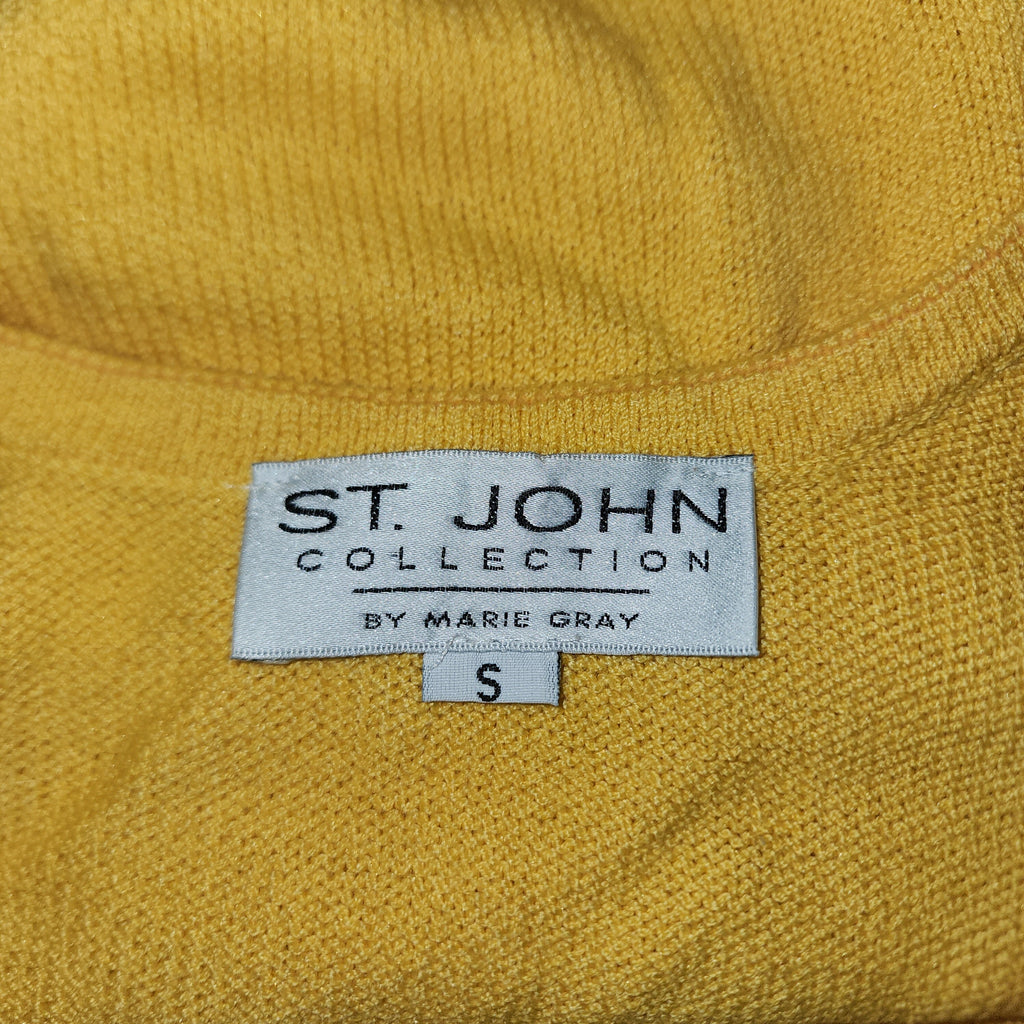 ST. JOHN
COLLECTION
BY MARIE GRAY
S